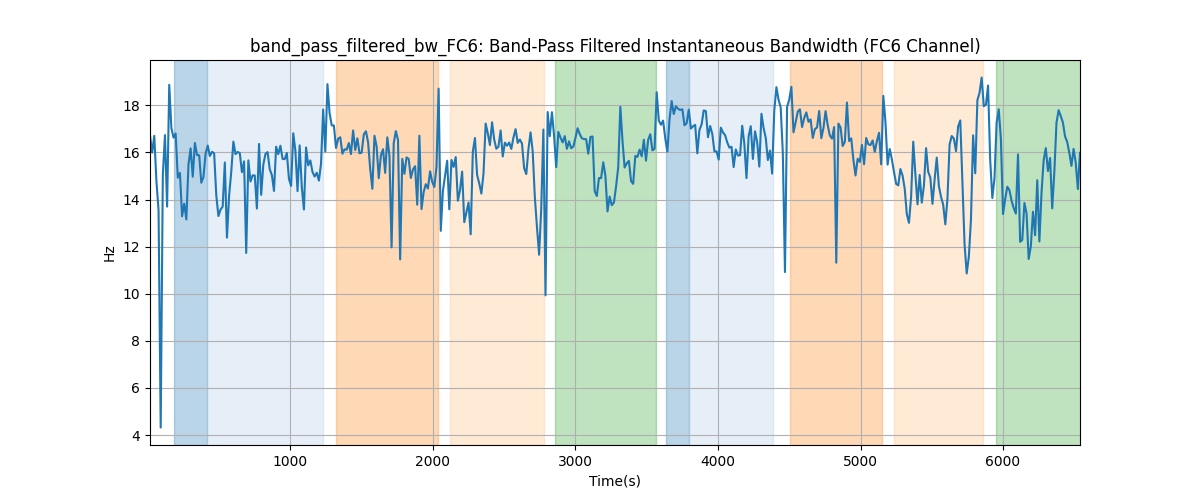 band_pass_filtered_bw_FC6: Band-Pass Filtered Instantaneous Bandwidth (FC6 Channel)
18
16
14
12
10
8
6
4
Hz
1000 2000 3000 4000 5000 6000
Time(s)